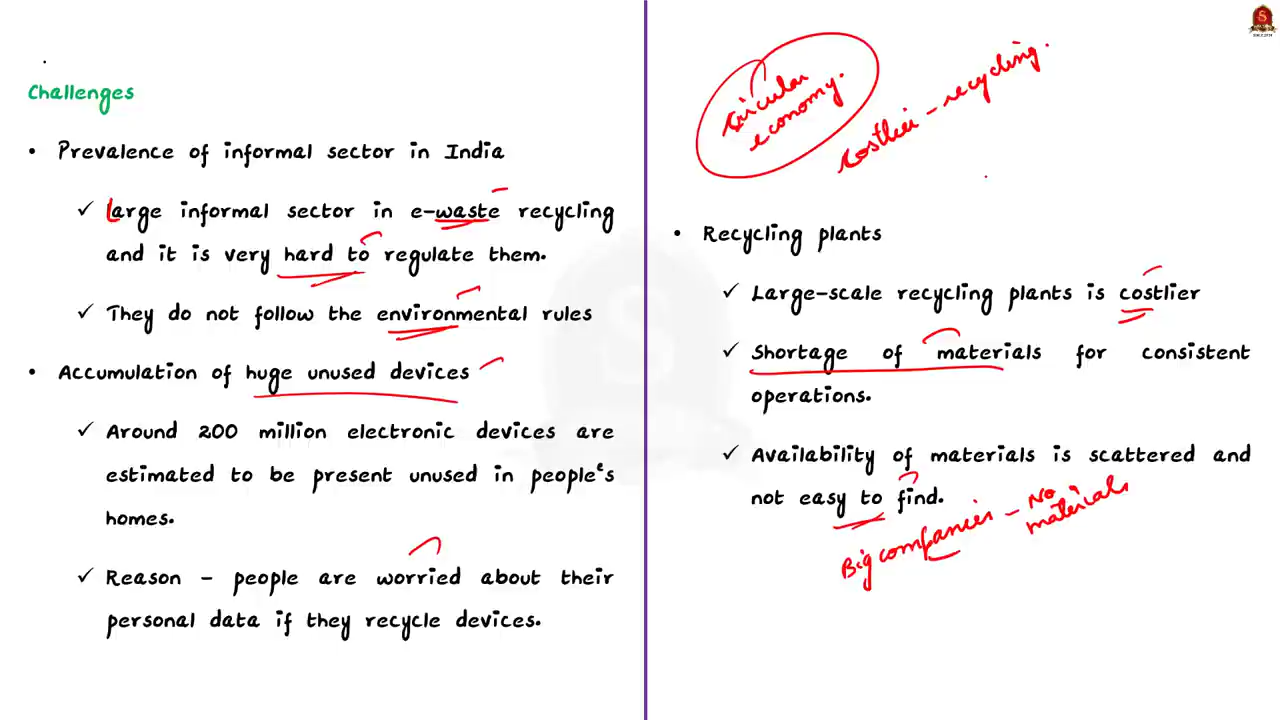 Challenges
• Prevalence of informal sector in India
✓ Large informal sector in e-waste recycling
and it is very hard to regulate them.
✓ They do not follow the environmental rules
• Accumulation of huge unused devices
✓ Around 200 million electronic devices are
estimated to be present unused in people's
homes.
✓ Reason – people are worried about their
personal data if they recycle devices.
circular
economy.
costlier – recycling.
• Recycling plants
✓ Large-scale recycling plants is costlier
✓ Shortage of materials for consistent
operations.
✓ Availability of materials is scattered and
not easy to find.
Big companies – No
materials